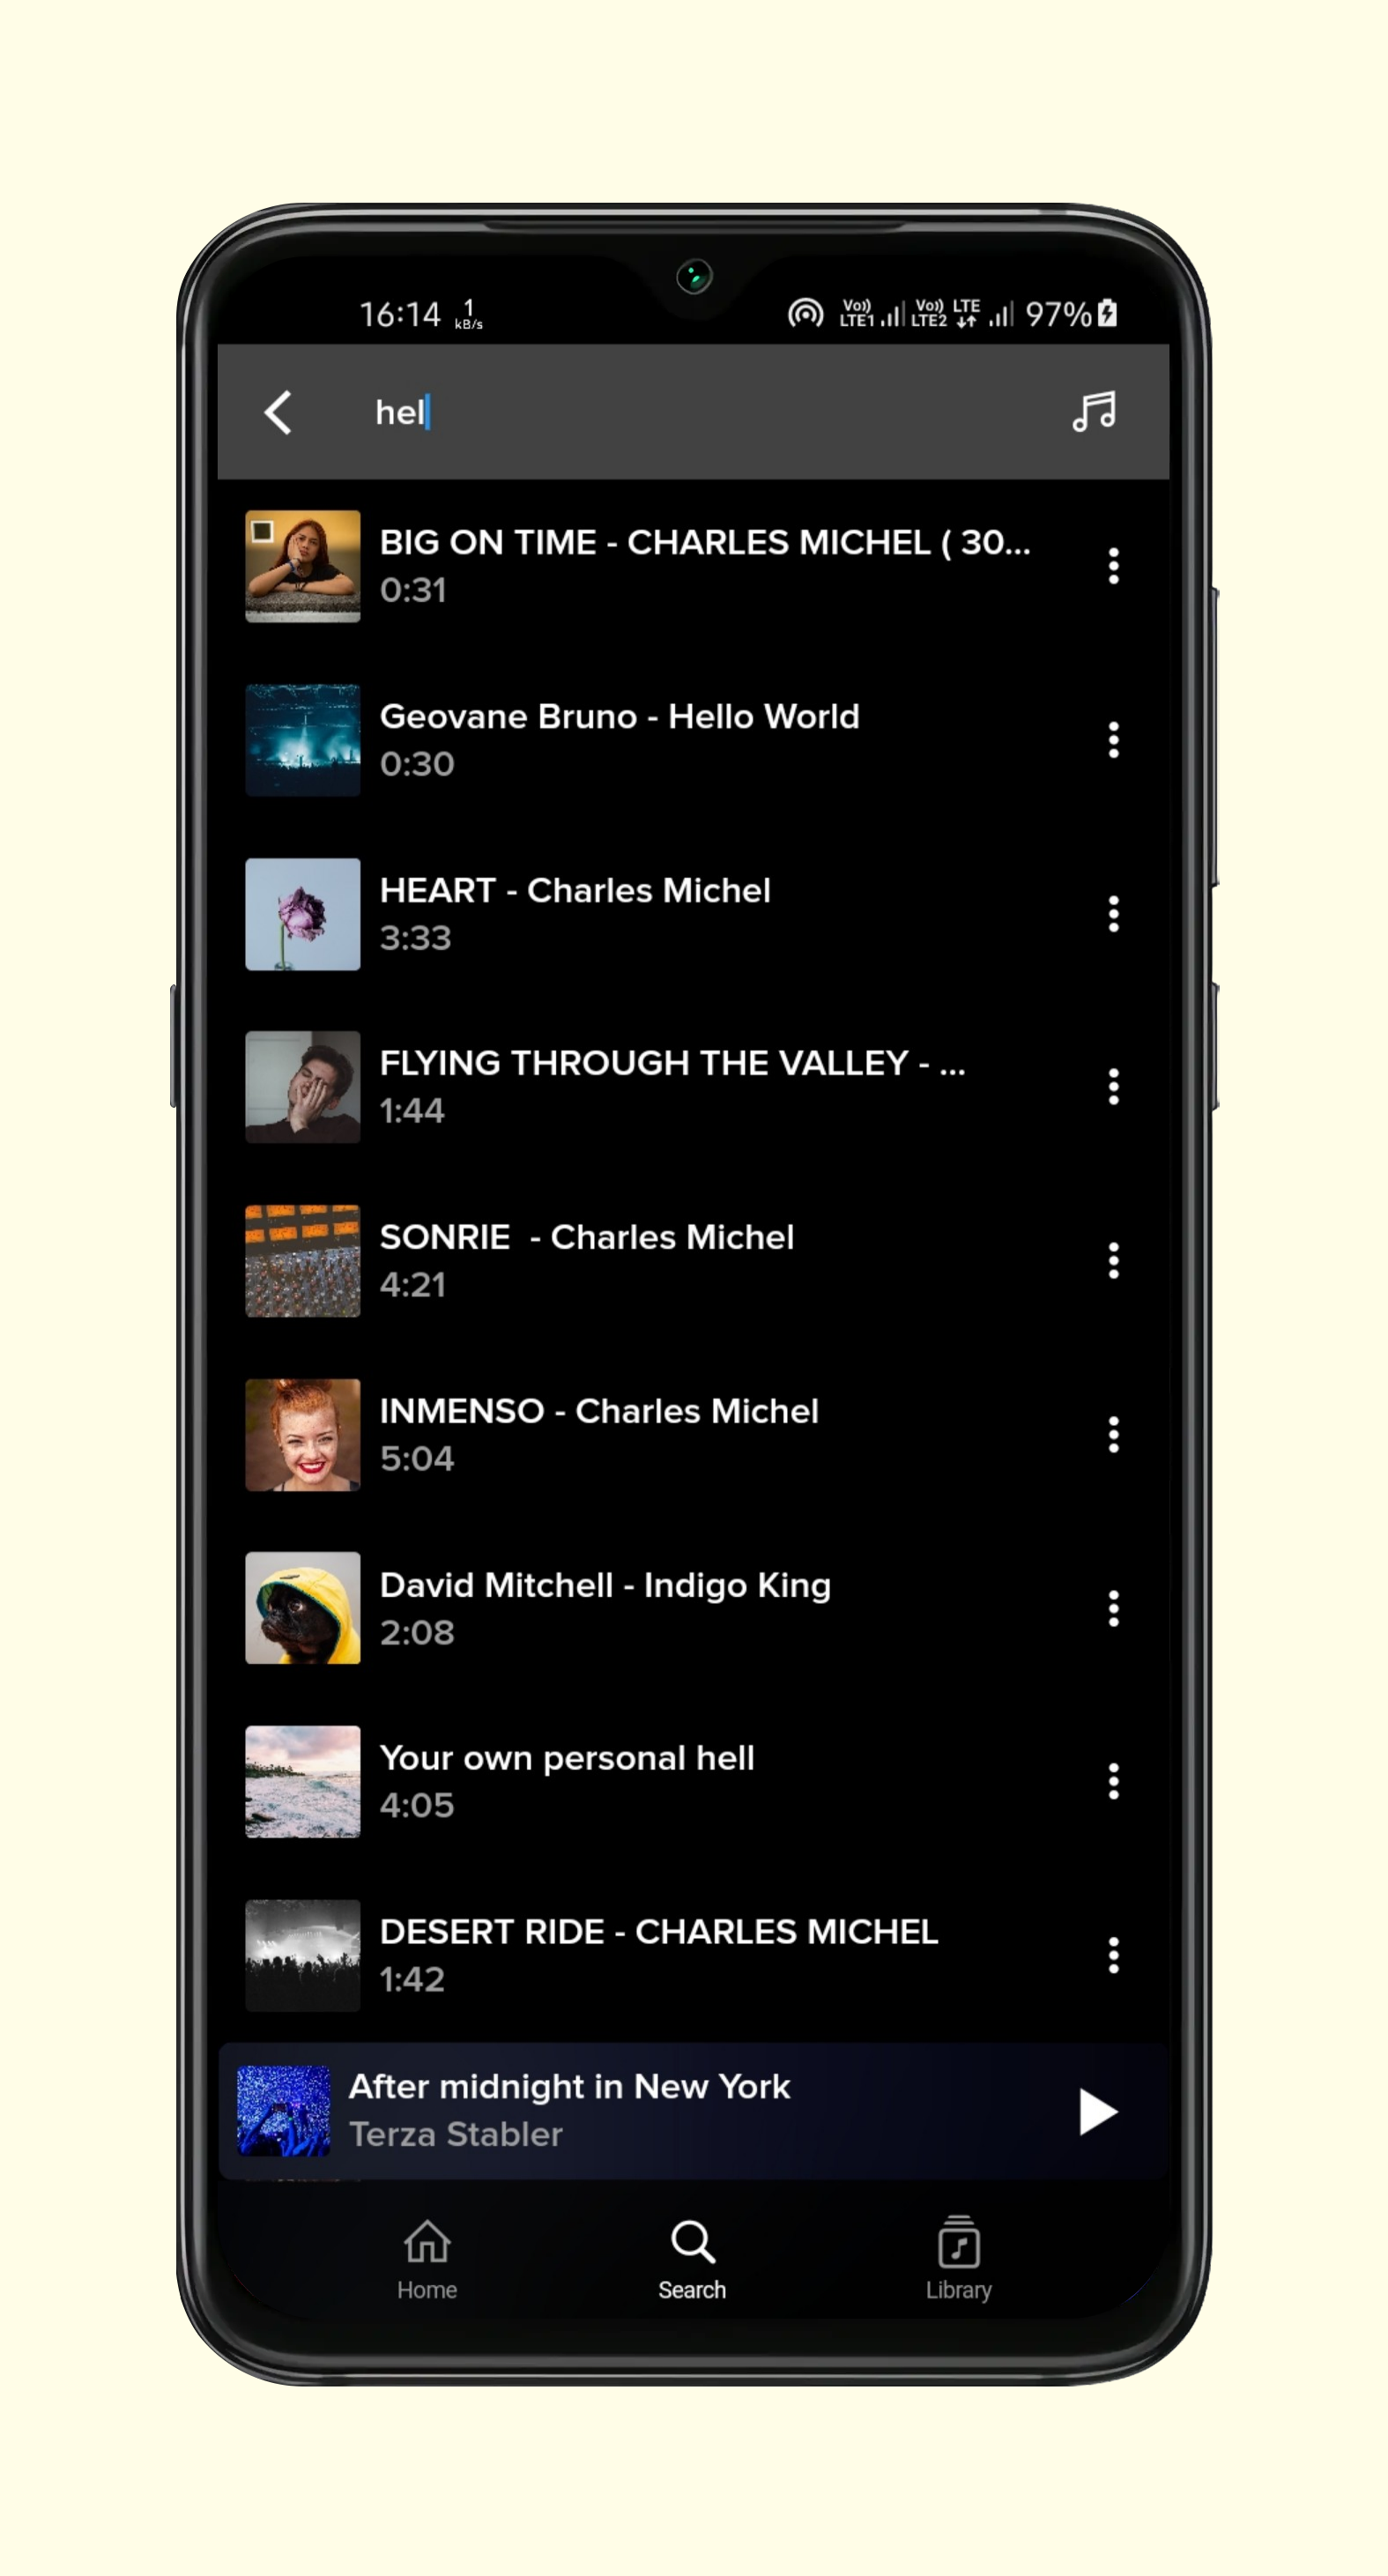 16:14 1 kB/s Vo)) LTE1 Vo)) LTE2 LTE 97%
hel
BIG ON TIME - CHARLES MICHEL ( 30...
0:31
Geovane Bruno - Hello World
0:30
HEART - Charles Michel
3:33
FLYING THROUGH THE VALLEY - ...
1:44
SONRIE  - Charles Michel
4:21
INMENSO - Charles Michel
5:04
David Mitchell - Indigo King
2:08
Your own personal hell
4:05
DESERT RIDE - CHARLES MICHEL
1:42
After midnight in New York
Terza Stabler
Home Search Library